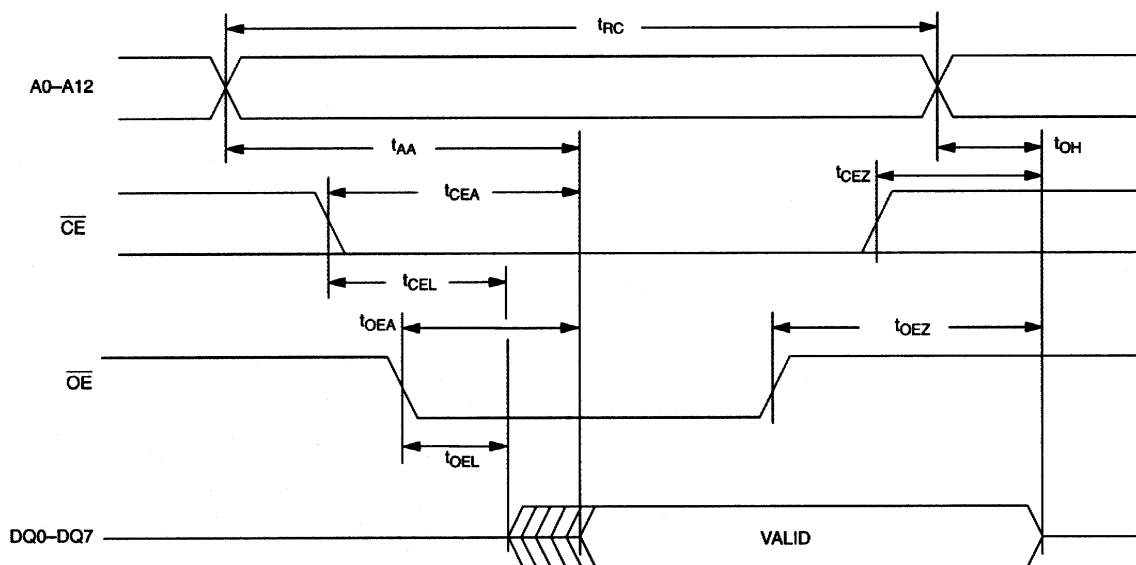 tRC
A0–A12
tAA
tOH
tCEA
tCEZ
CE
tCEL
tOEA
tOEZ
OE
tOEL
DQ0–DQ7
VALID